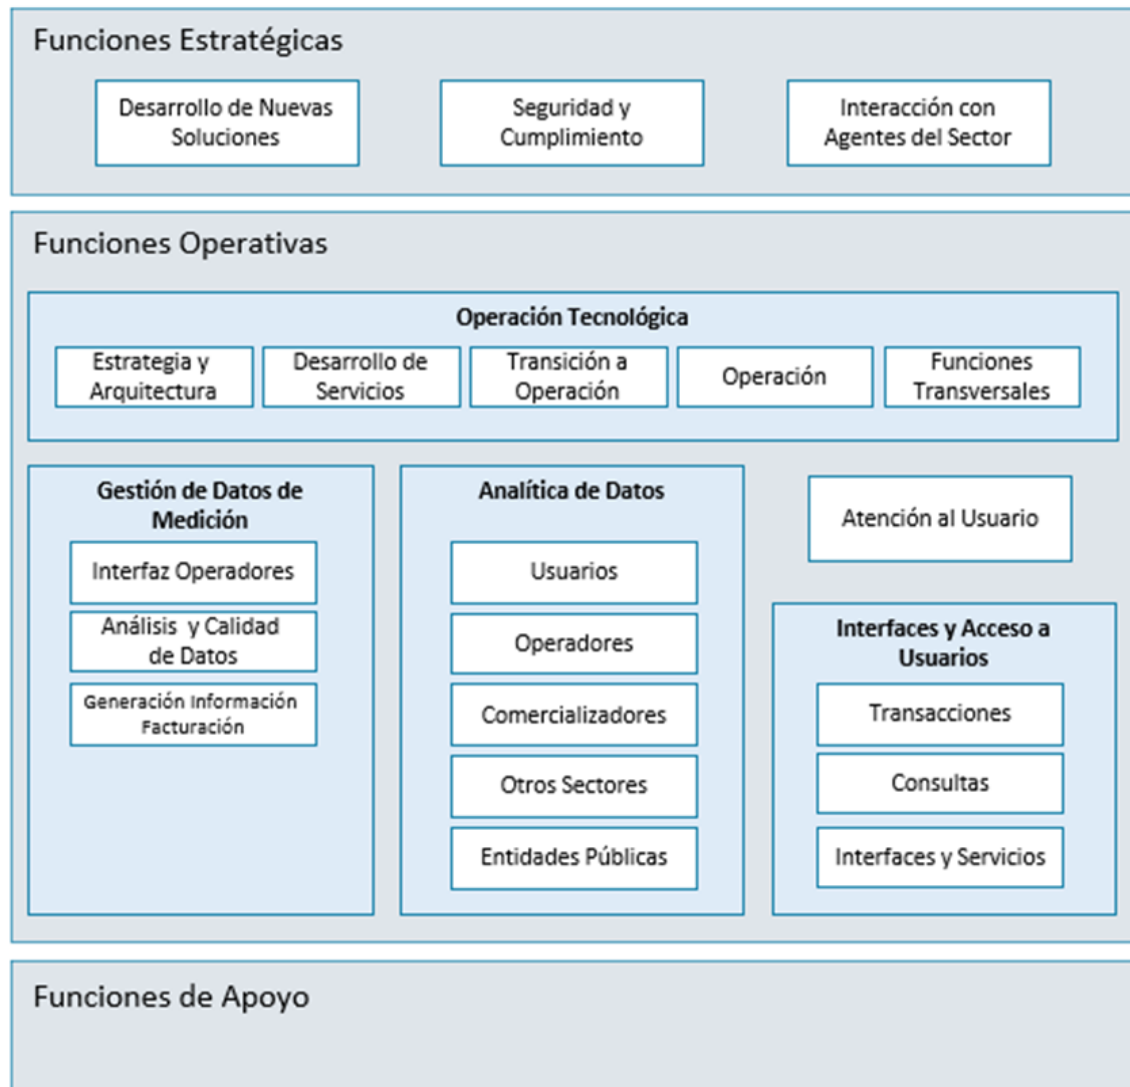 Funciones Estratégicas
Desarrollo de Nuevas
Soluciones
Seguridad y
Cumplimiento
Interacción con
Agentes del Sector
Funciones Operativas
Operación Tecnológica
Estrategia y
Arquitectura
Desarrollo de
Servicios
Transición a
Operación
Operación
Funciones
Transversales
Gestión de Datos de
Medición
Interfaz Operadores
Análisis y Calidad
de Datos
Generación Información
Facturación
Analítica de Datos
Usuarios
Operadores
Comercializadores
Otros Sectores
Entidades Públicas
Atención al Usuario
Interfaces y Acceso a
Usuarios
Transacciones
Consultas
Interfaces y Servicios
Funciones de Apoyo